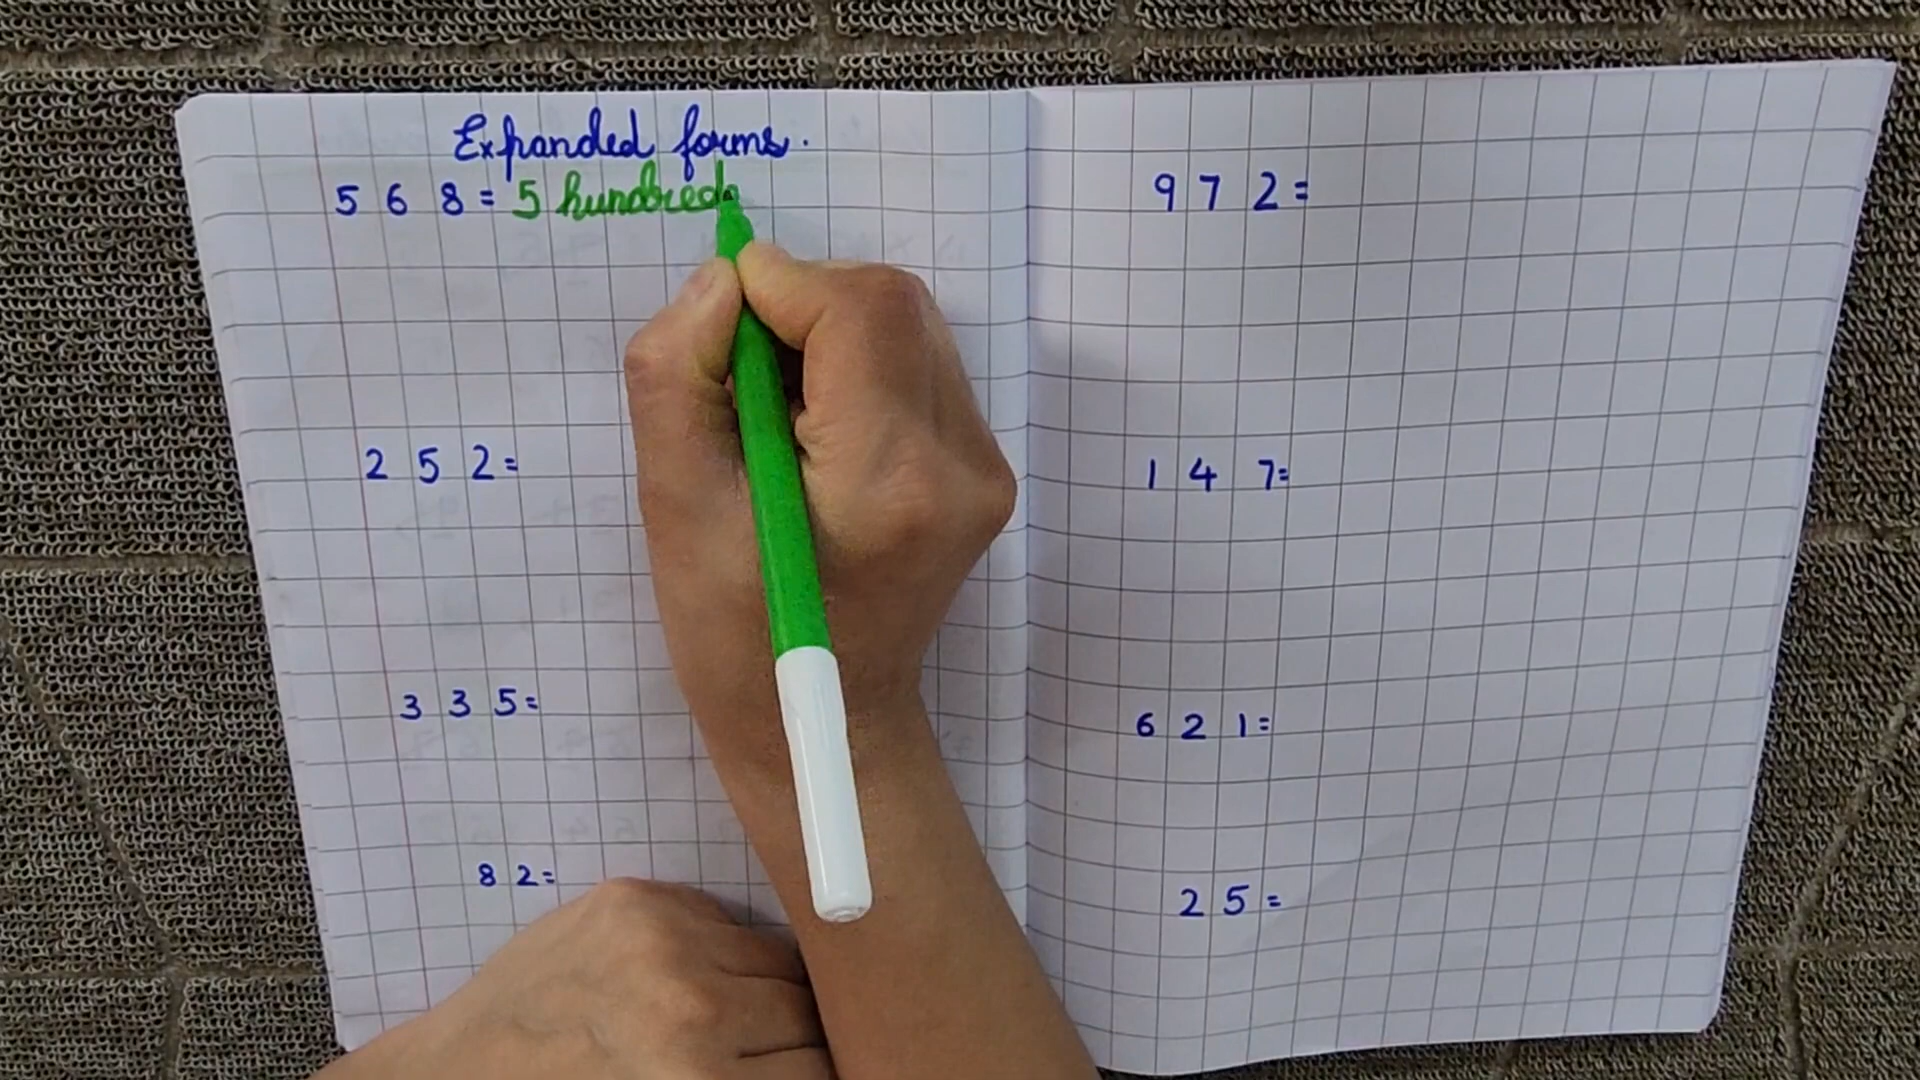 Expanded forms.
5 6 8 = 5 hundreds
2 5 2 =
3 3 5 =
8 2 =
9 7 2 =
1 4 7 =
6 2 1 =
2 5 =